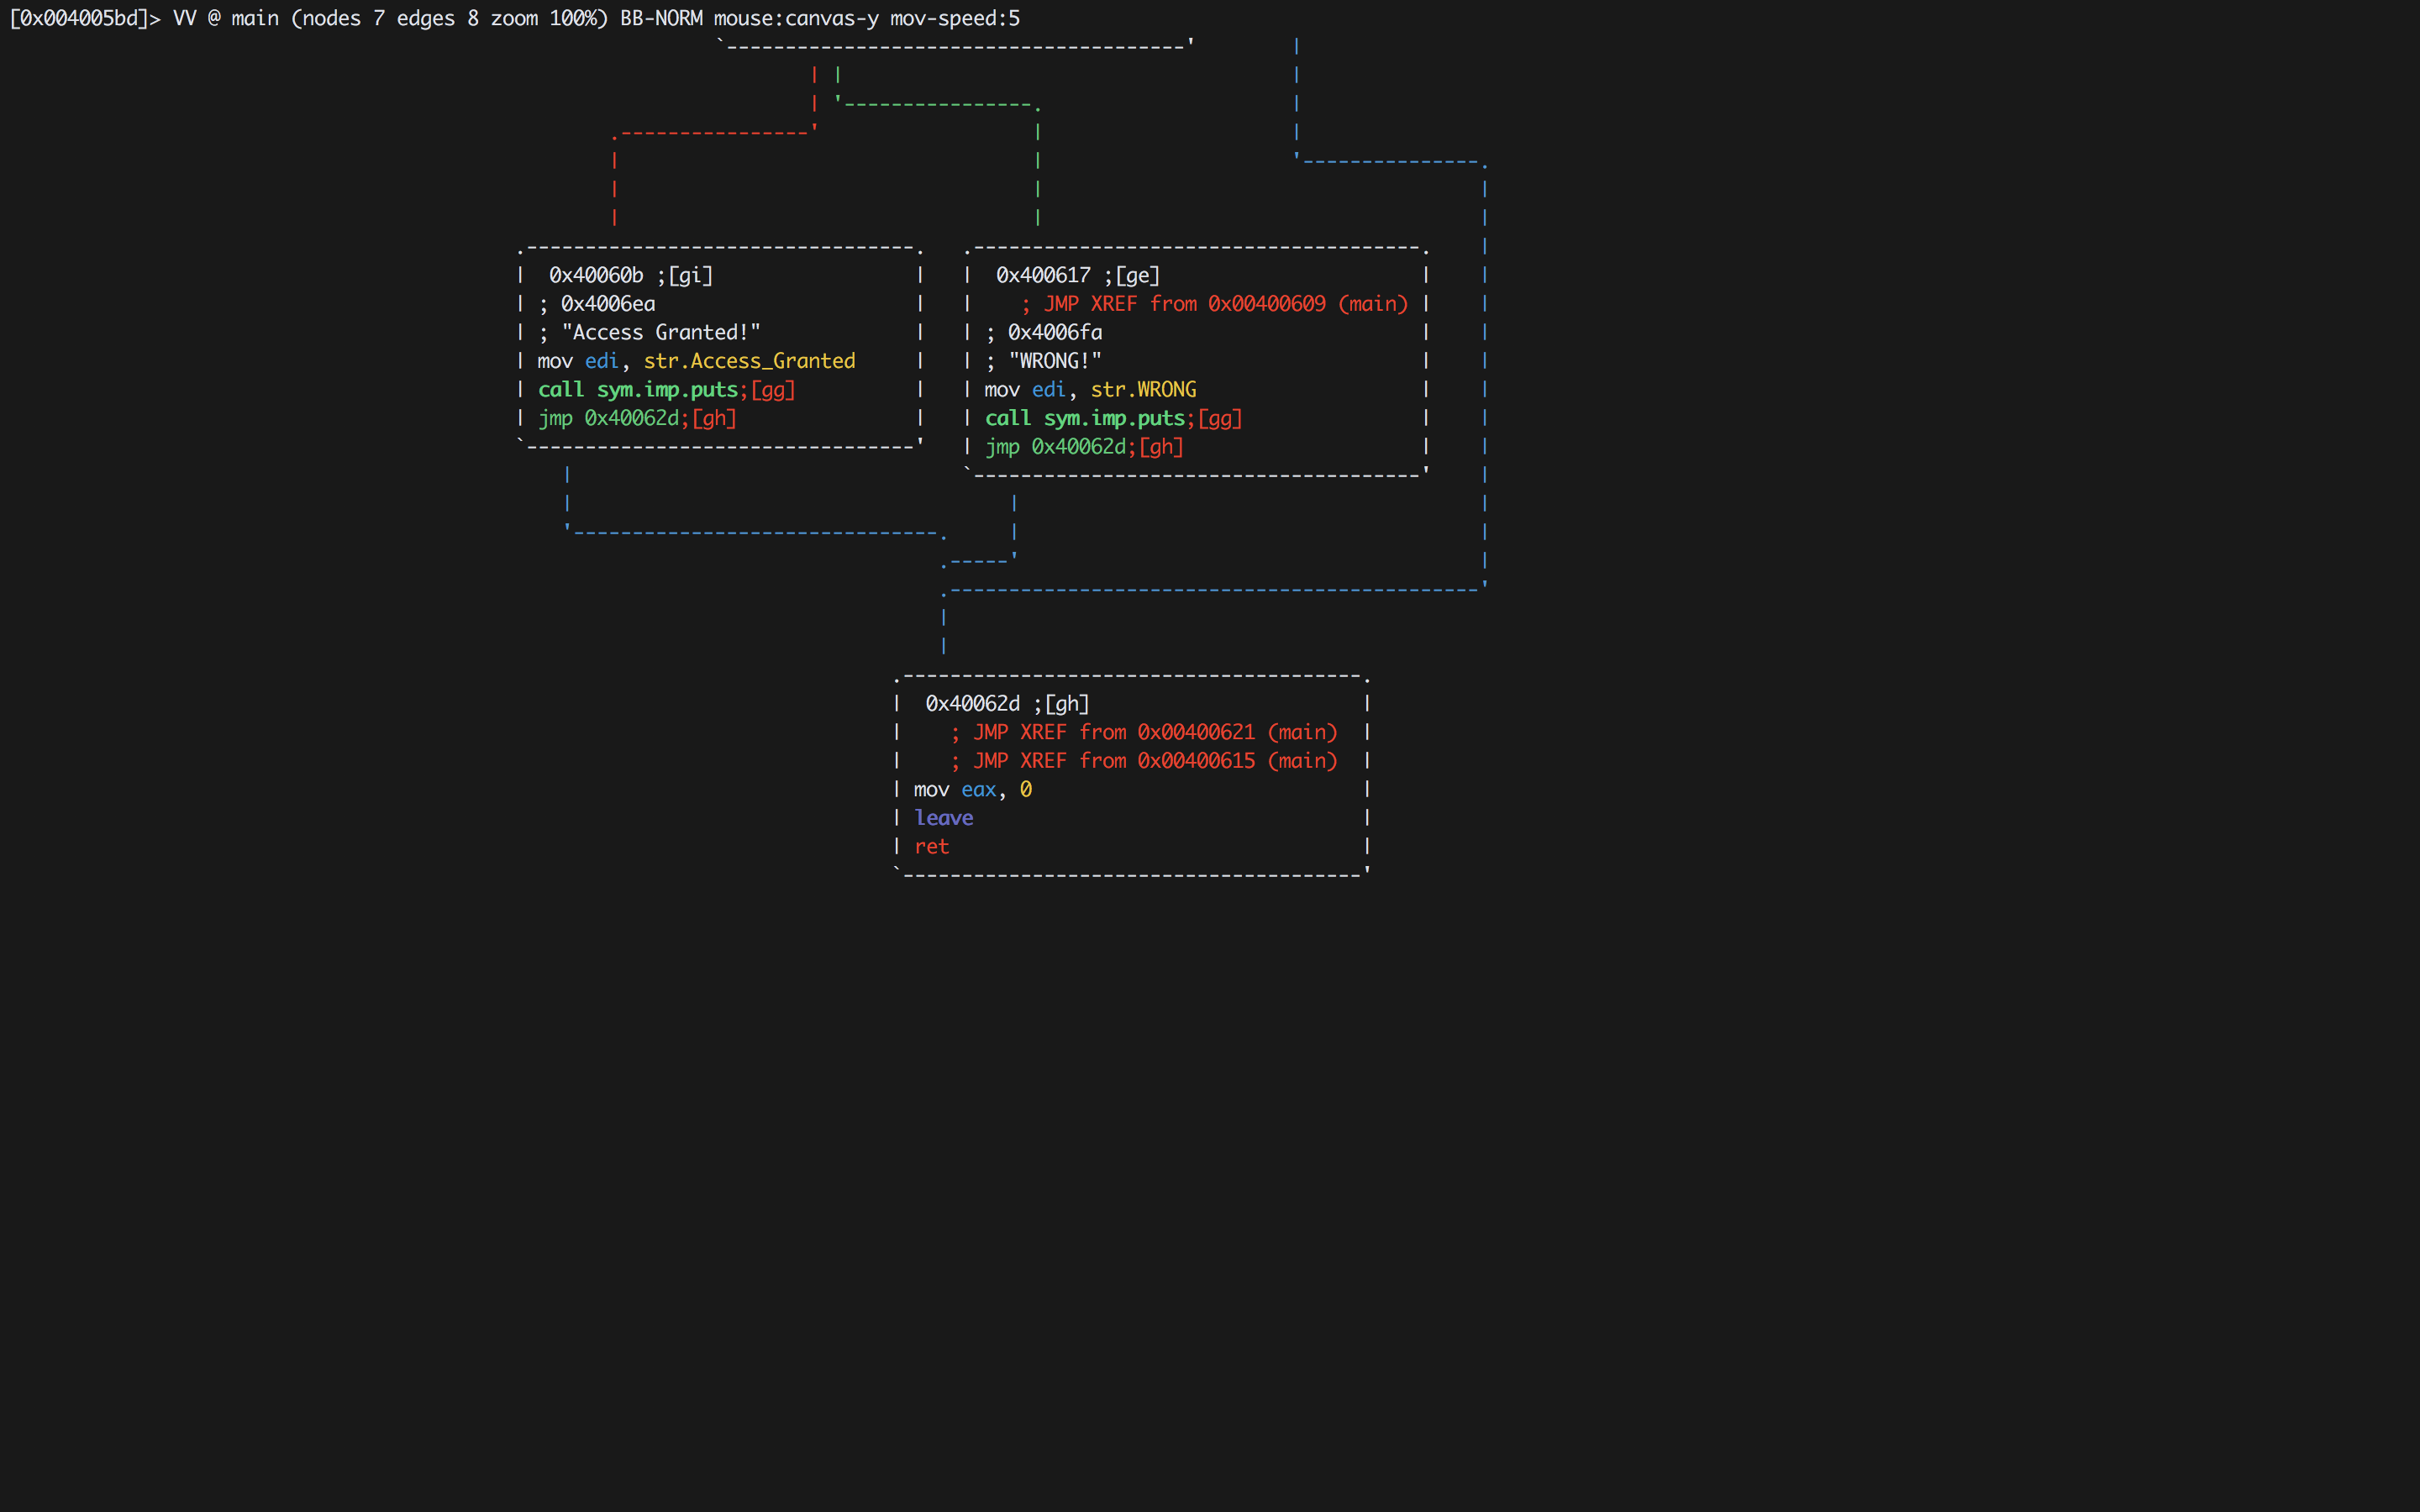 [0x004005bd]> VV @ main (nodes 7 edges 8 zoom 100%) BB-NORM mouse:canvas-y mov-speed:5
0x40060b ;[gi]
; 0x4006ea
; "Access Granted!"
mov edi, str.Access_Granted
call sym.imp.puts;[gg]
jmp 0x40062d;[gh]
0x400617 ;[ge]
; JMP XREF from 0x00400609 (main)
; 0x4006fa
; "WRONG!"
mov edi, str.WRONG
call sym.imp.puts;[gg]
jmp 0x40062d;[gh]
0x40062d ;[gh]
; JMP XREF from 0x00400621 (main)
; JMP XREF from 0x00400615 (main)
mov eax, 0
leave
ret